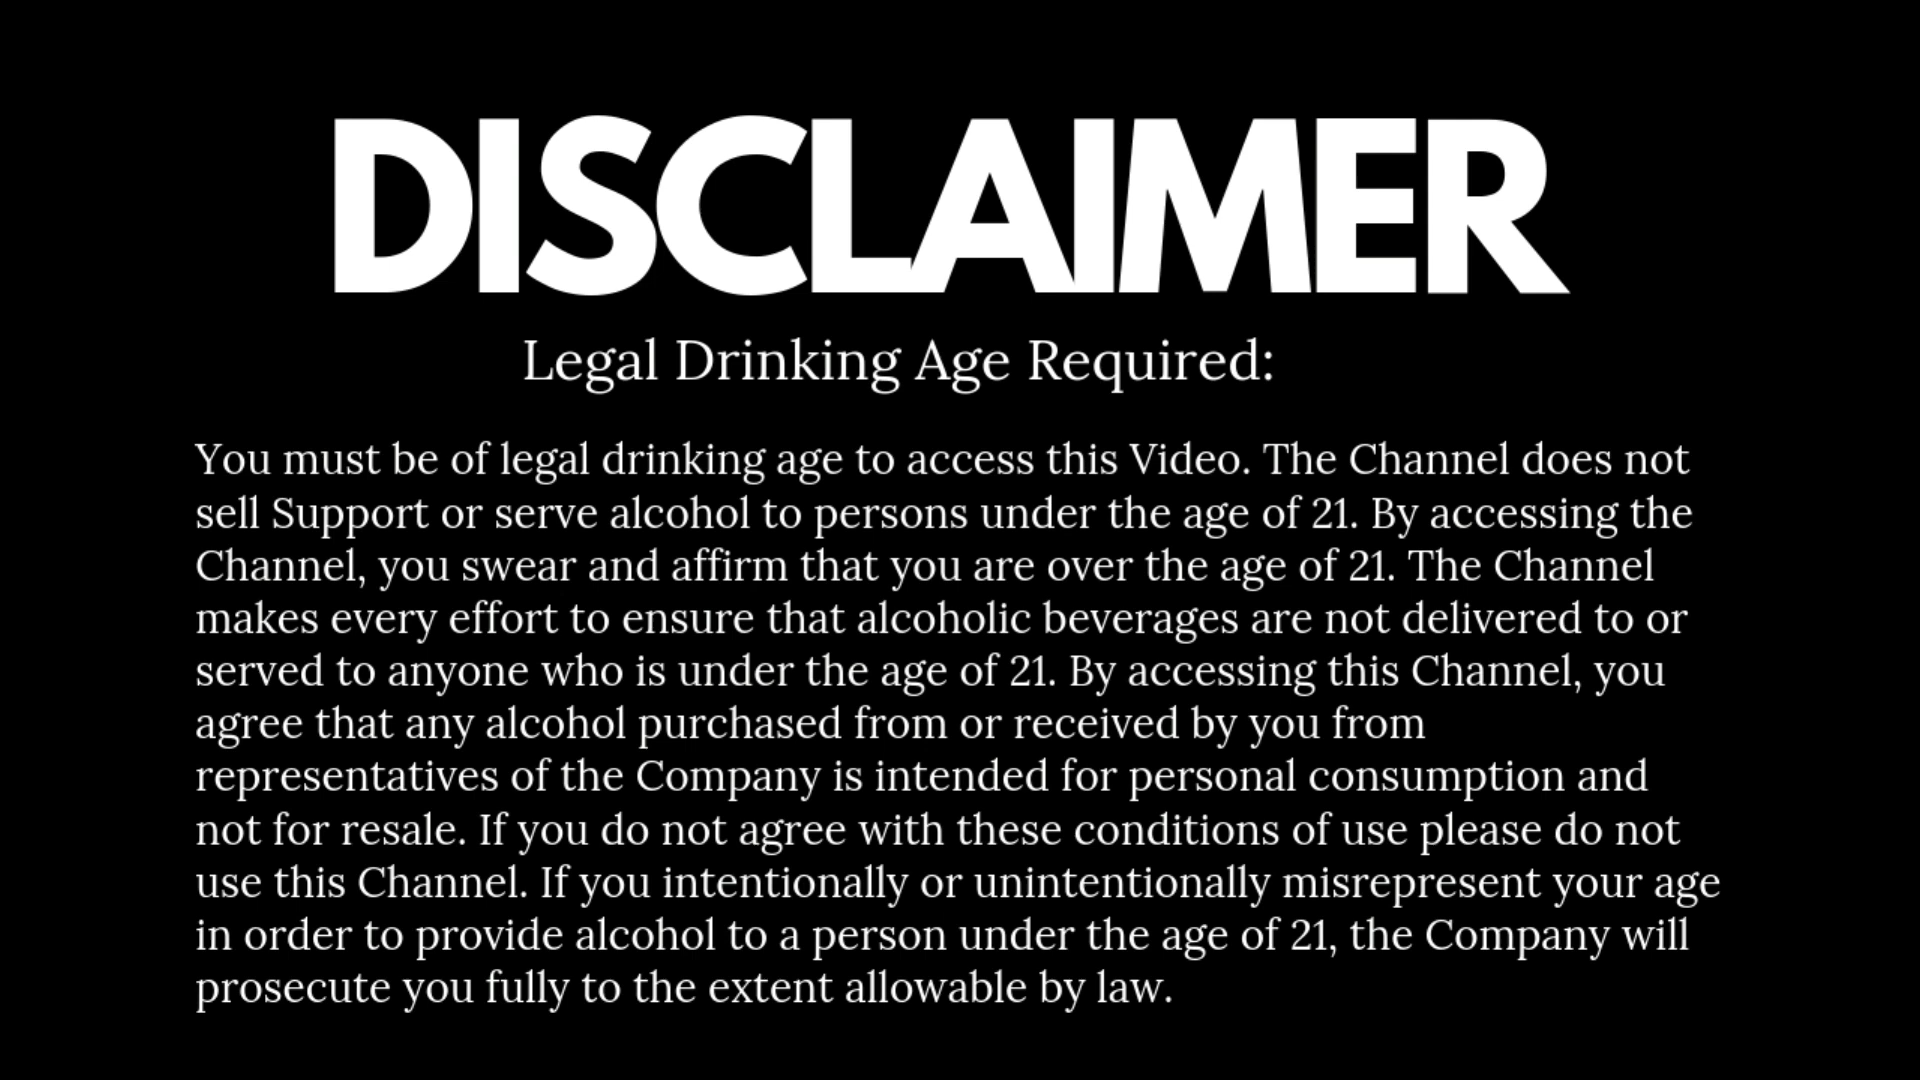 DISCLAIMER
Legal Drinking Age Required:
You must be of legal drinking age to access this Video. The Channel does not
sell Support or serve alcohol to persons under the age of 21. By accessing the
Channel, you swear and affirm that you are over the age of 21. The Channel
makes every effort to ensure that alcoholic beverages are not delivered to or
served to anyone who is under the age of 21. By accessing this Channel, you
agree that any alcohol purchased from or received by you from
representatives of the Company is intended for personal consumption and
not for resale. If you do not agree with these conditions of use please do not
use this Channel. If you intentionally or unintentionally misrepresent your age
in order to provide alcohol to a person under the age of 21, the Company will
prosecute you fully to the extent allowable by law.